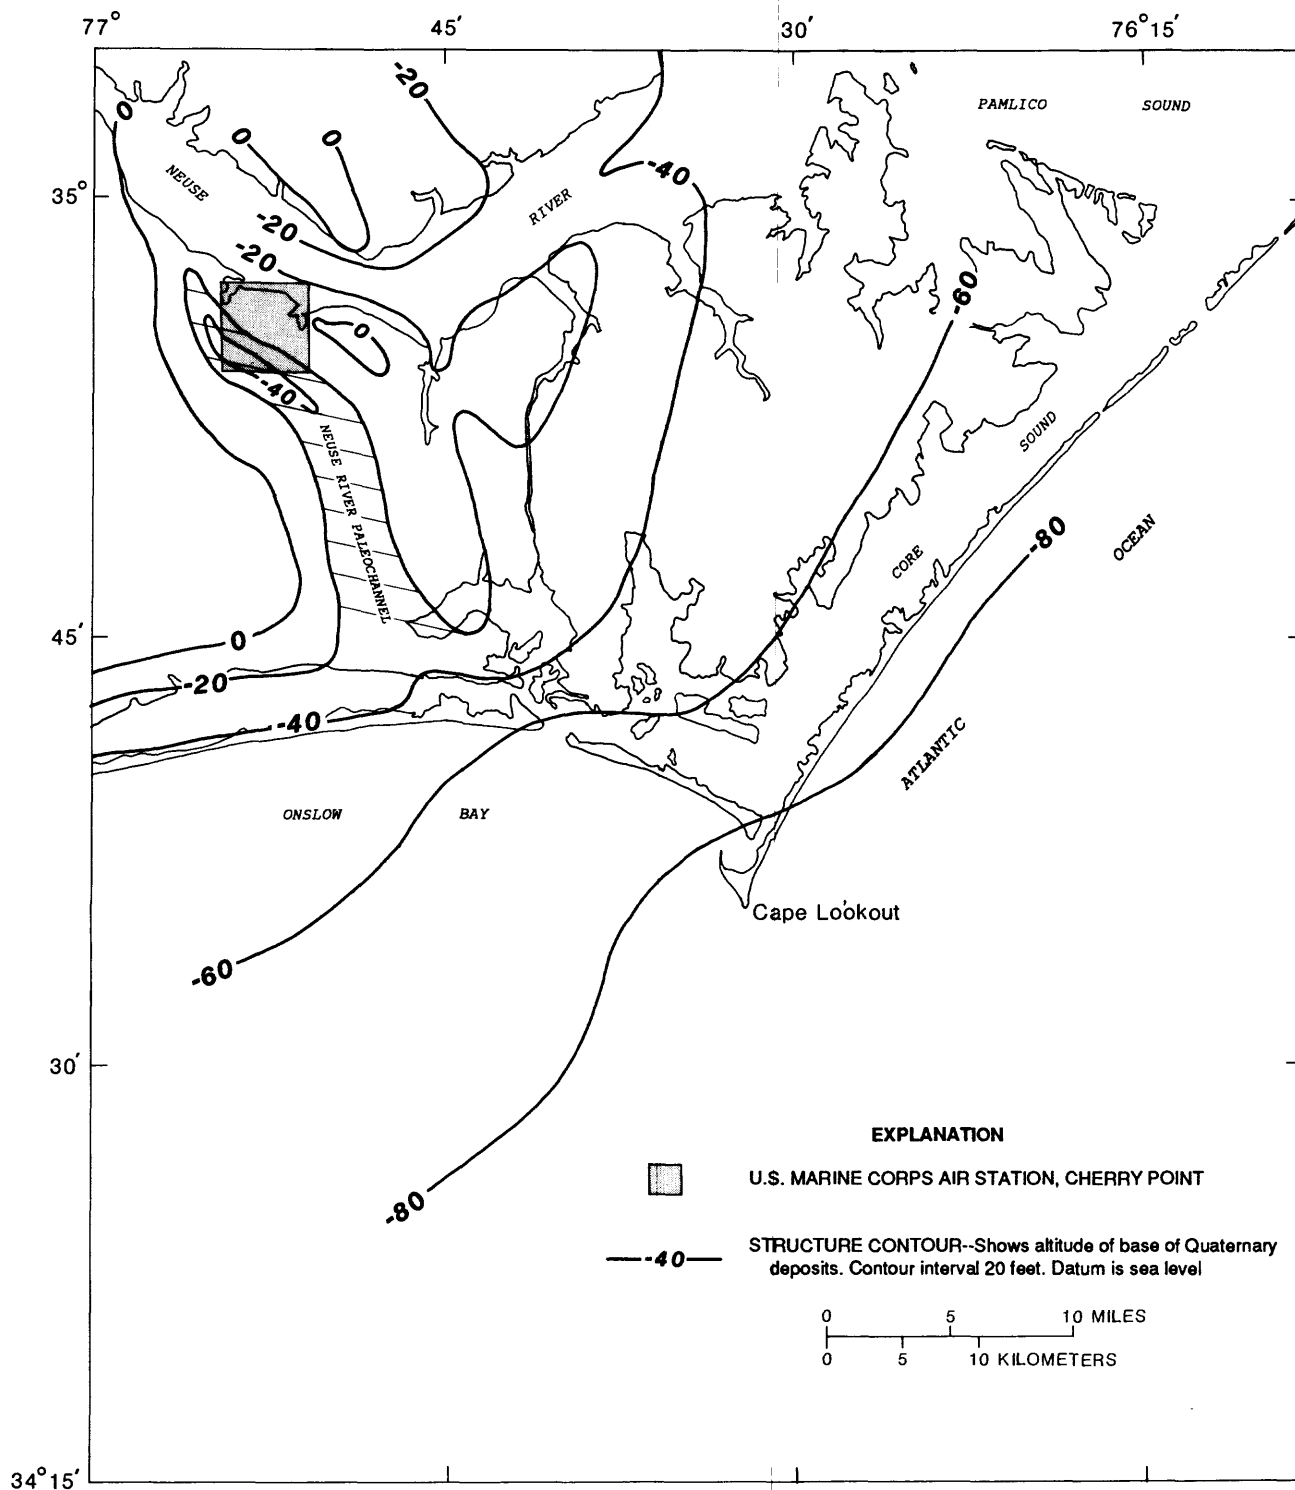 77° 45′ 30′ 76°15′
-20
PAMLICO SOUND
0
0 0
-40
NEUSE
35°
RIVER
-20
-20
-60
0
-40
NEUSE RIVER PALEOCHANNEL
SOUND
-80
OCEAN
CORE
45′
0
-20
-40
ATLANTIC
ONSLOW BAY
Cape Lookout
-60
30′
EXPLANATION
U.S. MARINE CORPS AIR STATION, CHERRY POINT
-80
-40 STRUCTURE CONTOUR--Shows altitude of base of Quaternary
deposits. Contour interval 20 feet. Datum is sea level
0 5 10 MILES
0 5 10 KILOMETERS
34°15′